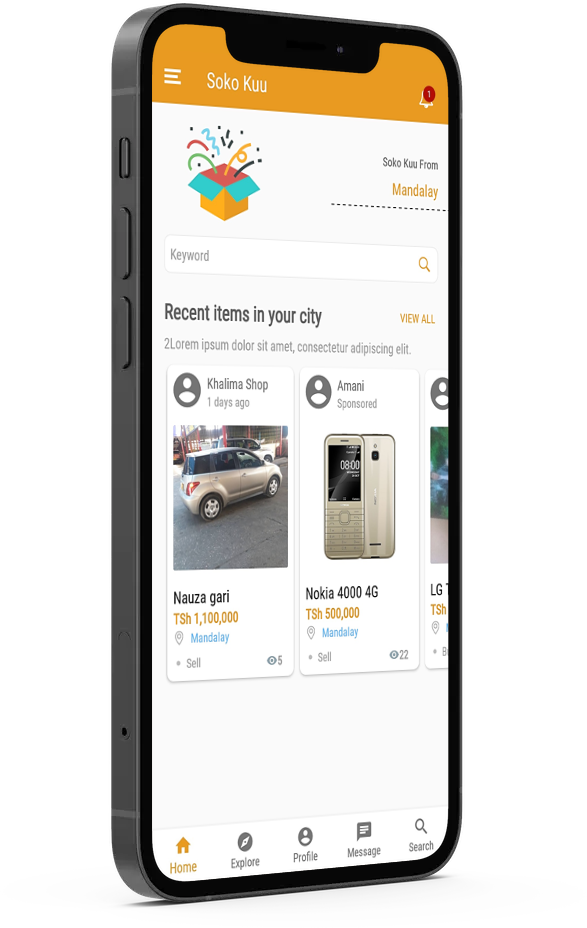 Soko Kuu
1
Soko Kuu From
Mandalay
Keyword
Recent items in your city
VIEW ALL
2Lorem ipsum dolor sit amet, consectetur adipiscing elit.
Khalima Shop
1 days ago
Amani
Sponsored
08:00
Nauza gari
TSh 1,100,000
Mandalay
Sell
5
Nokia 4000 4G
TSh 500,000
Mandalay
Sell
22
LG
TSh
Home
Explore
Profile
Message
Search